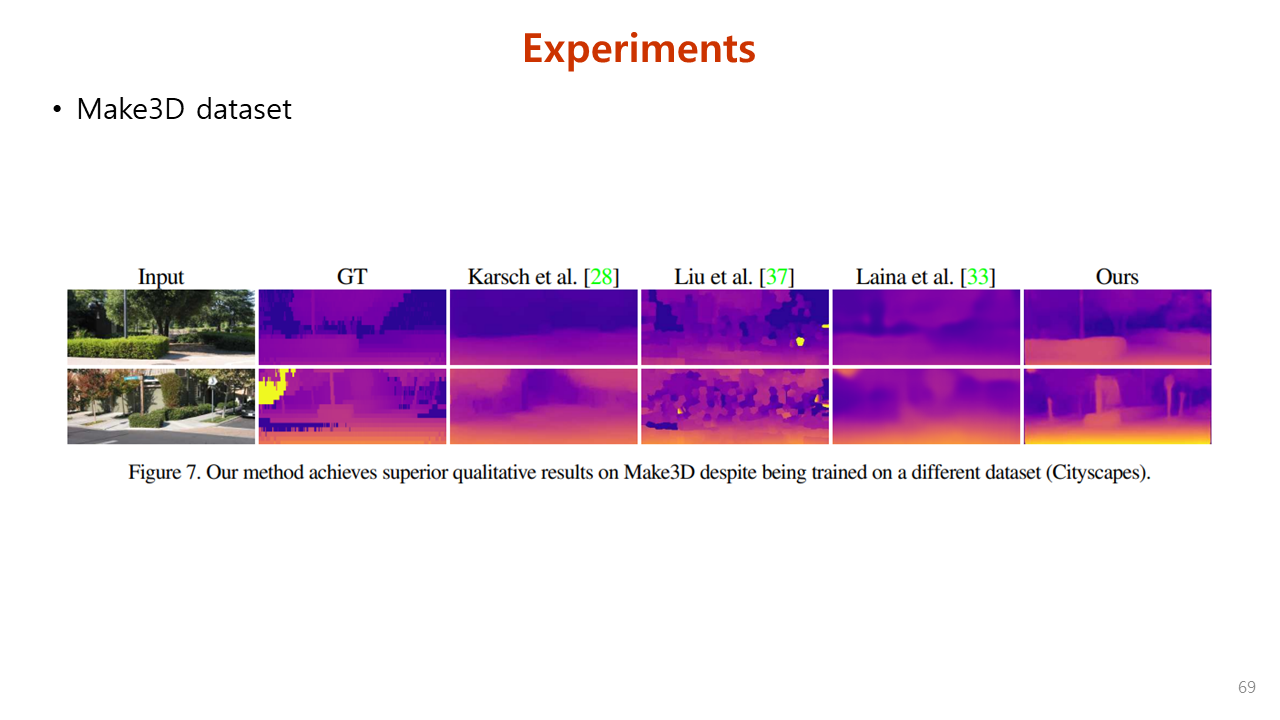 Experiments
• Make3D dataset
Input GT Karsch et al. [28] Liu et al. [37] Laina et al. [33] Ours
Figure 7. Our method achieves superior qualitative results on Make3D despite being trained on a different dataset (Cityscapes).
69